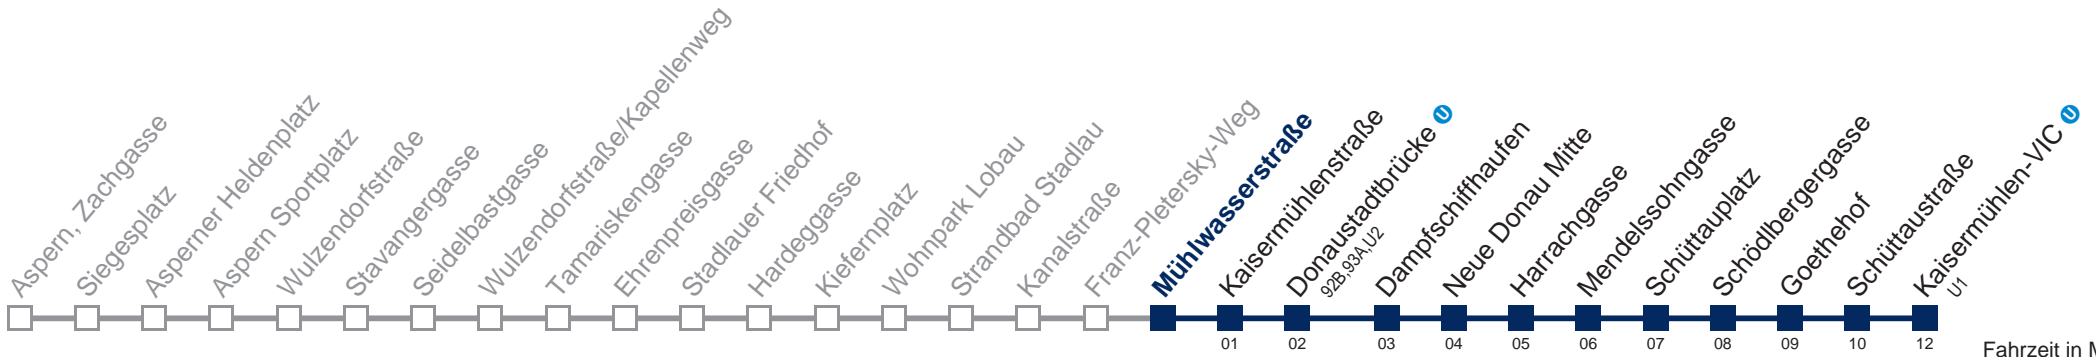 Aspern, Zachgasse
Siegesplatz
Asperner Heldenplatz
Aspern Sportplatz
Wulzendorfstraße
Stavangergasse
Seidelbastgasse
Wulzendorfstraße/Kapellenweg
Tamariskengasse
Ehrenpreisgasse
Stadlauer Friedhof
Hardeggasse
Kiefernplatz
Wohnpark Lobau
Strandbad Stadlau
Kanalstraße
Franz-Pletersky-Weg
Mühlwasserstraße
Kaisermühlenstraße
Donaustadtbrücke U
92B,93A,U2
Dampfschiffhaufen
Neue Donau Mitte
Harrachgasse
Mendelssohngasse
Schüttauplatz
Schödlbergergasse
Goethehof
Schüttaustraße
Kaisermühlen-VIC U
U1
01 02 03 04 05 06 07 08 09 10 12
Fahrzeit in M